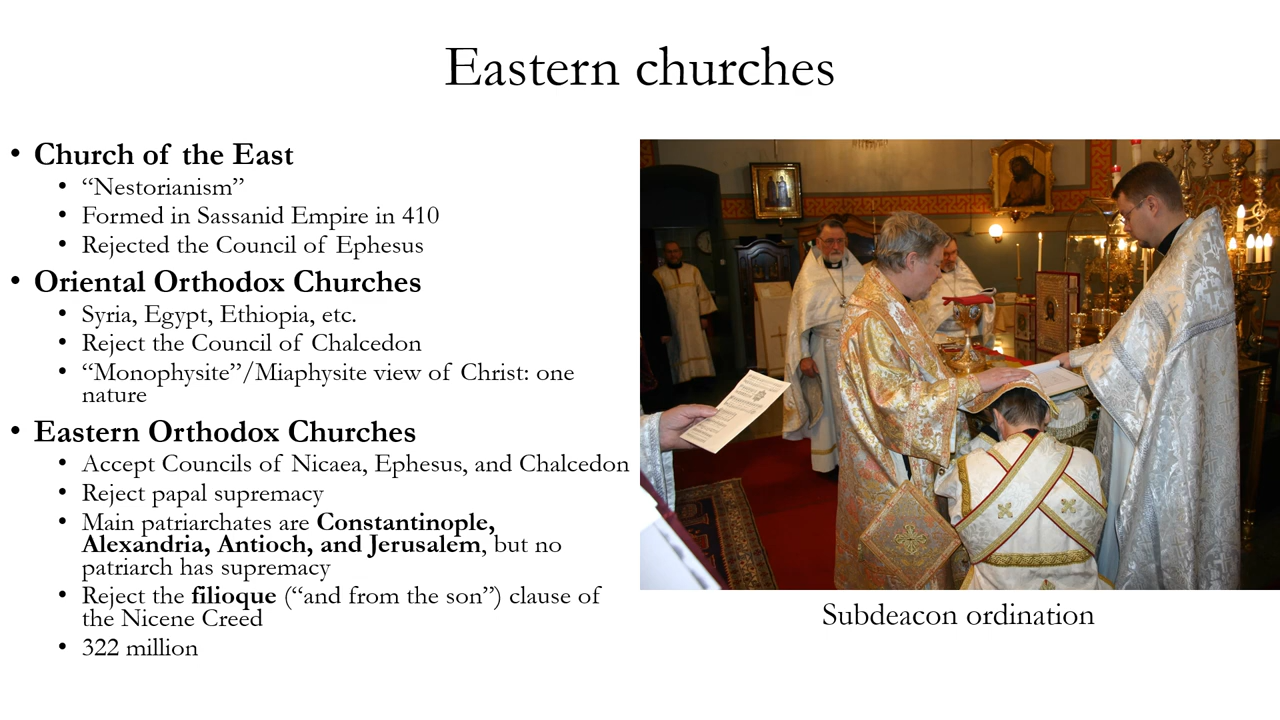 Eastern churches
• Church of the East
• “Nestorianism”
• Formed in Sassanid Empire in 410
• Rejected the Council of Ephesus
• Oriental Orthodox Churches
• Syria, Egypt, Ethiopia, etc.
• Reject the Council of Chalcedon
• “Monophysite”/Miaphysite view of Christ: one
nature
• Eastern Orthodox Churches
• Accept Councils of Nicaea, Ephesus, and Chalcedon
• Reject papal supremacy
• Main patriarchates are Constantinople,
Alexandria, Antioch, and Jerusalem, but no
patriarch has supremacy
• Reject the filioque (“and from the son”) clause of
the Nicene Creed
• 322 million
Subdeacon ordination